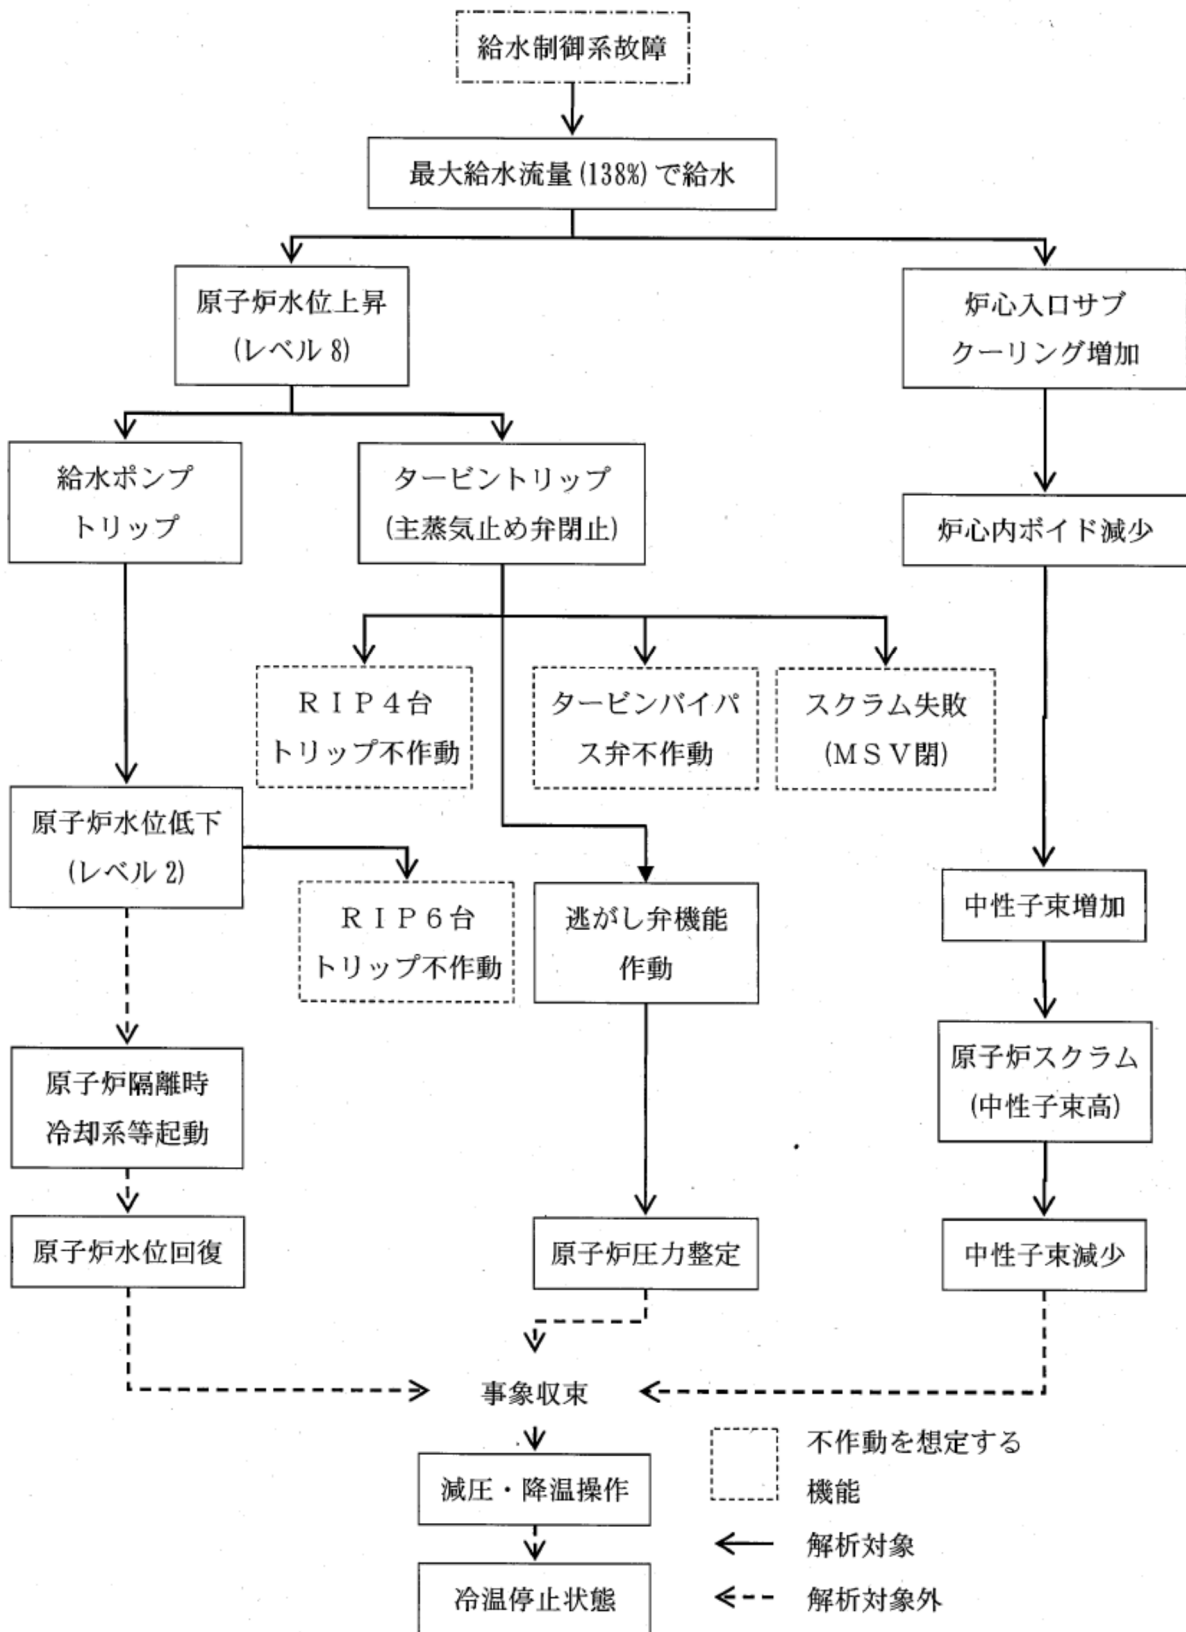 給水制御系故障
最大給水流量(138%)で給水
原子炉水位上昇
(レベル 8)
炉心入口サブ
クーリング増加
給水ポンプ
トリップ
タービントリップ
(主蒸気止め弁閉止)
炉心内ボイド減少
ＲＩＰ４台
トリップ不作動
タービンバイパ
ス弁不作動
スクラム失敗
(ＭＳＶ閉)
原子炉水位低下
(レベル 2)
ＲＩＰ６台
トリップ不作動
逃がし弁機能
作動
中性子束増加
原子炉隔離時
冷却系等起動
原子炉スクラム
(中性子束高)
原子炉水位回復
原子炉圧力整定
中性子束減少
事象収束
減圧・降温操作
冷温停止状態
不作動を想定する
機能
解析対象
解析対象外